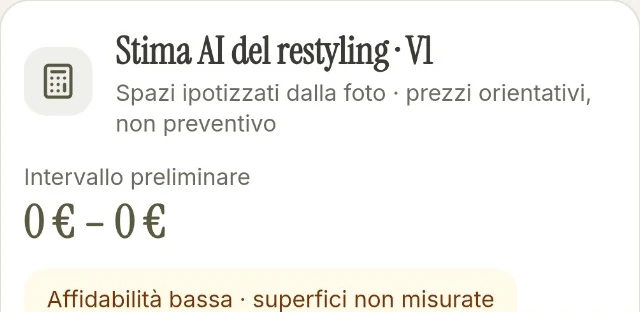 Stima AI del restyling · V1
Spazi ipotizzati dalla foto · prezzi orientativi,
non preventivo
Intervallo preliminare
0 € – 0 €
Affidabilità bassa · superfici non misurate